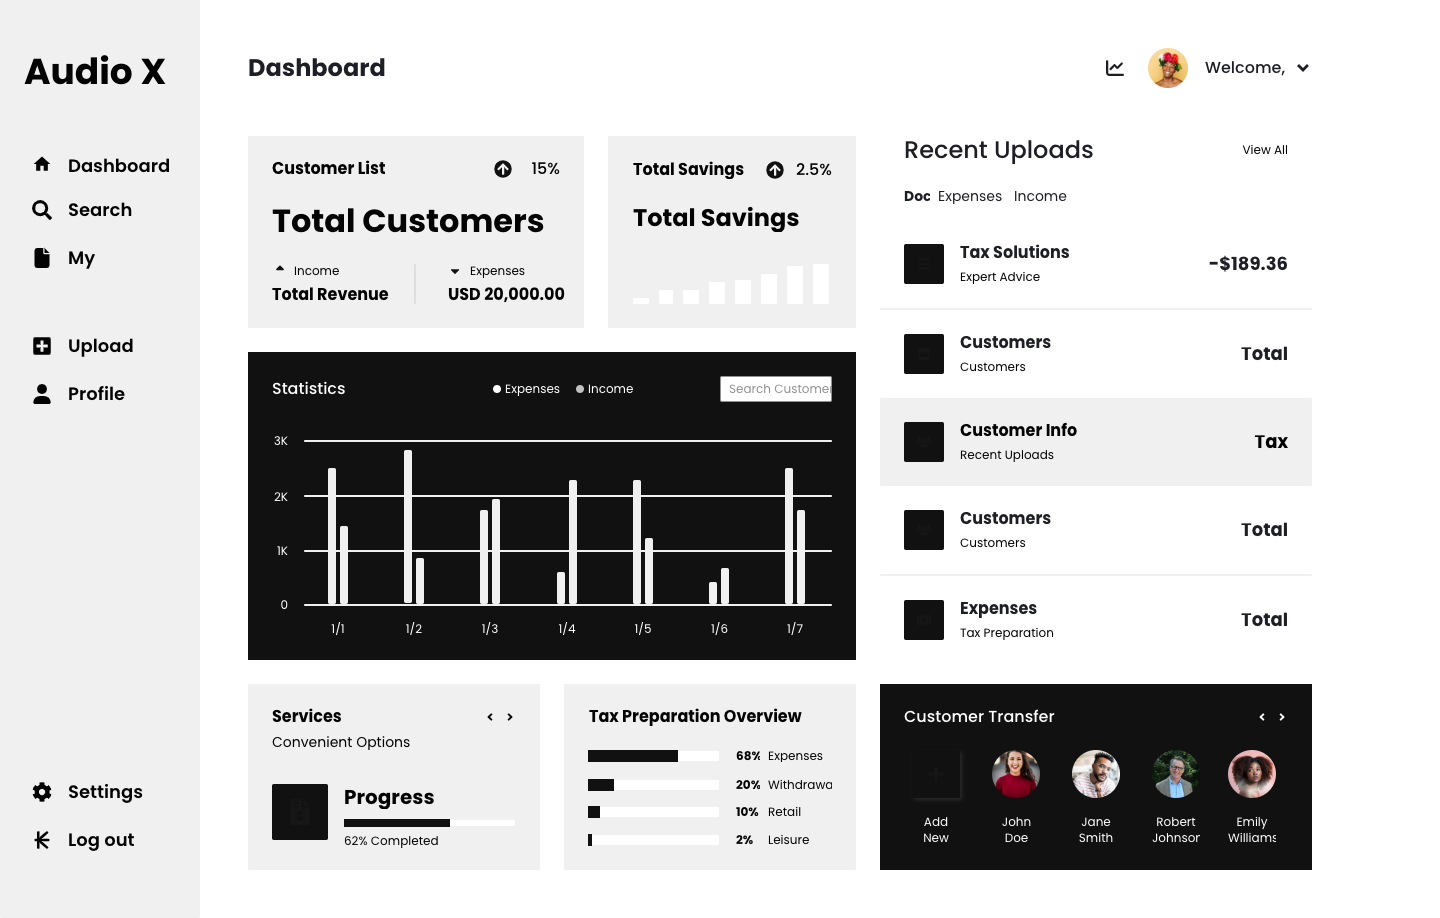 Audio X
Dashboard
Search
My
Upload
Profile
Settings
Log out
Dashboard
Welcome,
Customer List
15%
Total Customers
Income
Total Revenue
Expenses
USD 20,000.00
Total Savings
2.5%
Total Savings
Statistics
Expenses
Income
Search Customer
3K
2K
1K
0
1/1
1/2
1/3
1/4
1/5
1/6
1/7
Services
Convenient Options
Progress
62% Completed
Tax Preparation Overview
68% Expenses
20% Withdrawa
10% Retail
2% Leisure
Recent Uploads
View All
Doc Expenses Income
Tax Solutions
Expert Advice
-$189.36
Customers
Customers
Total
Customer Info
Recent Uploads
Tax
Customers
Customers
Total
Expenses
Tax Preparation
Total
Customer Transfer
Add
New
John
Doe
Jane
Smith
Robert
Johnsor
Emily
Williams